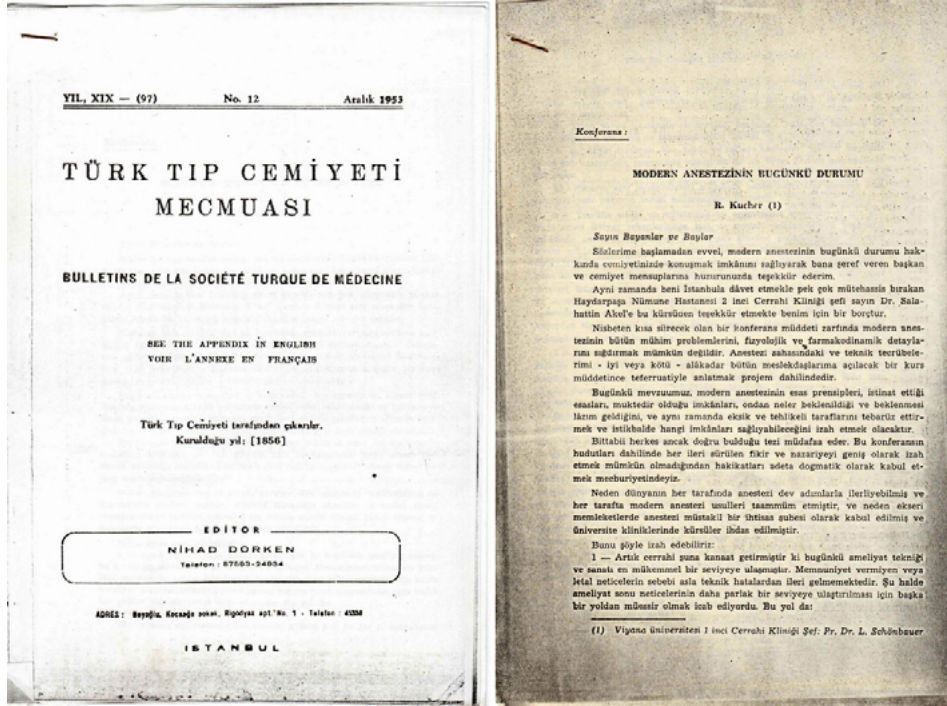 YIL, XIX — (97) No. 12 Aralık 1953
TÜRK TIP CEMİYETİ
MECMUASI
BULLETINS DE LA SOCIÉTÉ TURQUE DE MÉDECINE
SEE THE APPENDIX IN ENGLISH
VOIR L'ANNEXE EN FRANÇAIS
Türk Tıp Cemiyeti tarafından çıkarılır.
Kurulduğu yıl: [1856]
EDİTÖR
NİHAD DORKEN
Telefon :
ADRES : Beyoğlu, sokak, apt. No. 1 - Telefon :
ISTANBUL
Konferans :
MODERN ANESTEZİNİN BUGÜNKÜ DURUMU
R. Kucher (1)
Sayın Bayanlar ve Baylar
Sözlerime başlamadan evvel, modern anestezinin bugünkü durumu hak-
kında cemiyetinizde konuşmak imkânını sağlıyarak bana şeref veren başkan
ve cemiyet mensuplarına huzurunuzda teşekkür ederim.
Ayni zamanda beni İstanbula dâvet etmekle pek çok mütehassis bırakan
Haydarpaşa Nümune Hastanesi 2 inci Cerrahi Kliniği şefi sayın Dr. Sala-
hattin Akel'e bu kürsüden teşekkür etmekte benim için bir borçtur.
Nisbeten kısa sürecek olan bir konferans müddeti zarfında modern anes-
tezinin bütün mühim problemlerini, fizyolojik ve farmakodinamik detayla-
rını sığdırmak mümkün değildir. Anestezi sahasındaki ve teknik tecrübele-
rimi - iyi veya kötü - alâkadar bütün meslekdaşlarıma açılacak bir kurs
müddetince teferruatiyle anlatmak projem dahilindedir.
Bugünkü mevzuumuz, modern anestezinin esas prensipleri, istinat ettiği
esasları, muktedir olduğu imkânları, ondan neler beklenildiği ve beklenmesi
lâzım geldiğini, ve aynı zamanda eksik ve tehlikeli taraflarını tebarüz ettir-
mek ve istikbalde hangi imkânları sağlıyabileceğini izah etmek olacaktır.
Bittabii herkes ancak doğru bulduğu tezi müdafaa eder. Bu konferansın
hudutları dahilinde her ileri sürülen fikir ve nazariyeyi geniş olarak izah
etmek mümkün olmadığından hakikatları adeta dogmatik olarak kabul et-
mek mecburiyetindeyiz.
Neden dünyanın her tarafında anestezi dev adımlarla ilerliyebilmiş ve
her tarafta modern anestezi usulleri taammüm etmiştir, ve neden ekseri
memleketlerde anestezi müstakil bir ihtisas şubesi olarak kabul edilmiş ve
üniversite kliniklerinde kürsüler ihdas edilmiştir.
Bunu şöyle izah edebiliriz:
1 — Artık cerrahi şuna kanaat getirmiştir ki bugünkü ameliyat tekniği
ve sanatı en mükemmel bir seviyeye ulaşmıştır. Memnuniyet vermiyen veya
letal neticelerin sebebi asla teknik hatalardan ileri gelmemektedir. Şu halde
ameliyat sonu neticelerinin daha parlak bir seviyeye ulaştırılması için başka
bir yoldan müessir olmak icab ediyordu. Bu yol da:
(1) Viyana üniversitesi 1 inci Cerrahi Kliniği Şef: Pr. Dr. L. Schönbauer